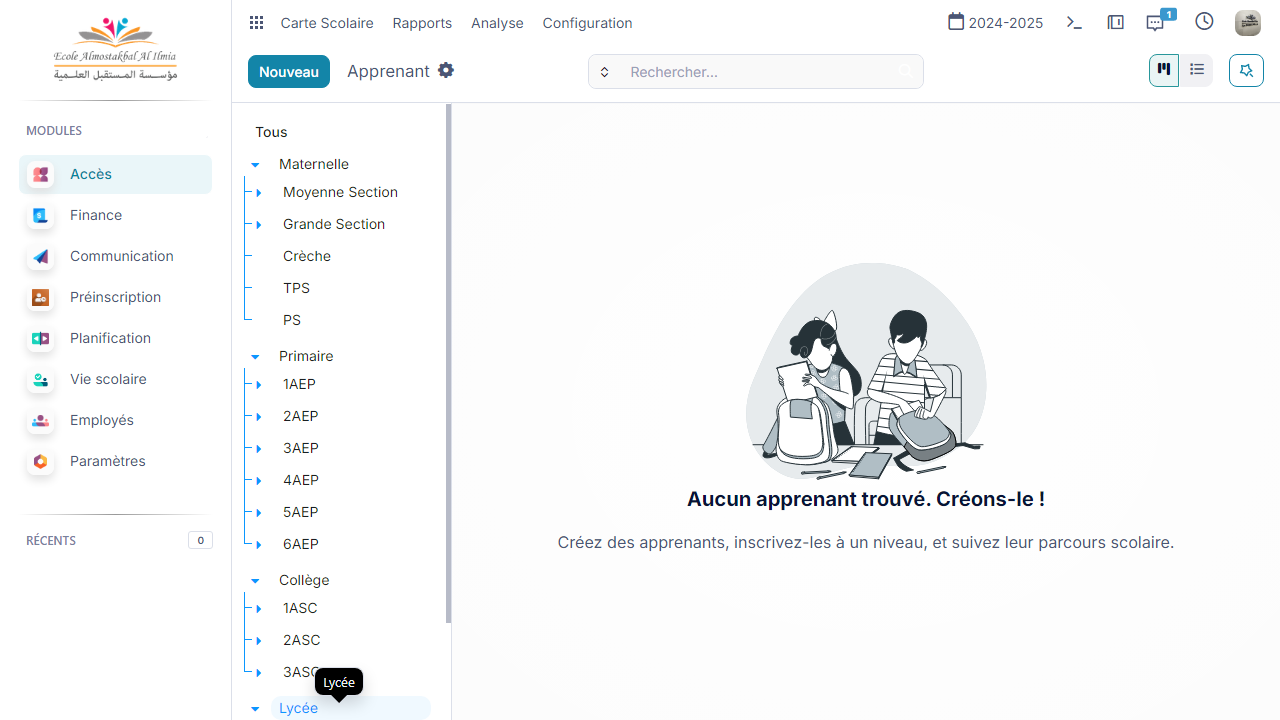 Ecole Almostakbal Al Ilmia
مؤسـسـة المـستقبل العلـمـية
MODULES
Accès
Finance
Communication
Préinscription
Planification
Vie scolaire
Employés
Paramètres
RÉCENTS
0
Carte Scolaire
Rapports
Analyse
Configuration
2024-2025
1
Nouveau
Apprenant
Rechercher...
Tous
Maternelle
Moyenne Section
Grande Section
Crèche
TPS
PS
Primaire
1AEP
2AEP
3AEP
4AEP
5AEP
6AEP
Collège
1ASC
2ASC
3ASC
Lycée
Lycée
Aucun apprenant trouvé. Créons-le !
Créez des apprenants, inscrivez-les à un niveau, et suivez leur parcours scolaire.